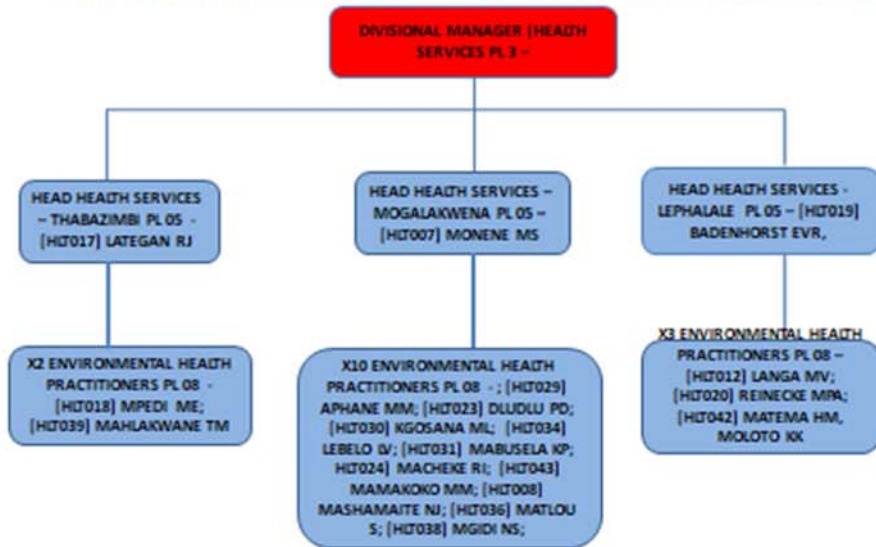 DIVISIONAL MANAGER (HEALTH
SERVICES PL 3 –
HEAD HEALTH SERVICES
– THABAZIMBI PL 05 -
[HLT017] LATEGAN RJ
HEAD HEALTH SERVICES –
MOGALAKWENA PL 05 –
[HLT007] MONENE MS
HEAD HEALTH SERVICES -
LEPHALALE PL 05 – [HLT019]
BADENHORST EVR,
X2 ENVIRONMENTAL HEALTH
PRACTITIONERS PL 08 -
[HLT018] MPEDI ME;
[HLT039] MAHLAKWANE TM
X10 ENVIRONMENTAL HEALTH
PRACTITIONERS PL 08 - ; [HLT029]
APHANE MM; [HLT023] DLUDLU PD;
[HLT030] KGOSANA ML; [HLT034]
LEBELO LV; [HLT031] MABUSELA KP;
HLT024] MACHEKE RI; [HLT043]
MAMAKOKO MM; [HLT008]
MASHAMAITE NJ; [HLT036] MATLOU
S; [HLT038] MGIDI NS;
X3 ENVIRONMENTAL HEALTH
PRACTITIONERS PL 08 –
[HLT012] LANGA MV;
[HLT020] REINECKE MPA;
[HLT042] MATEMA HM,
MOLOTO KK